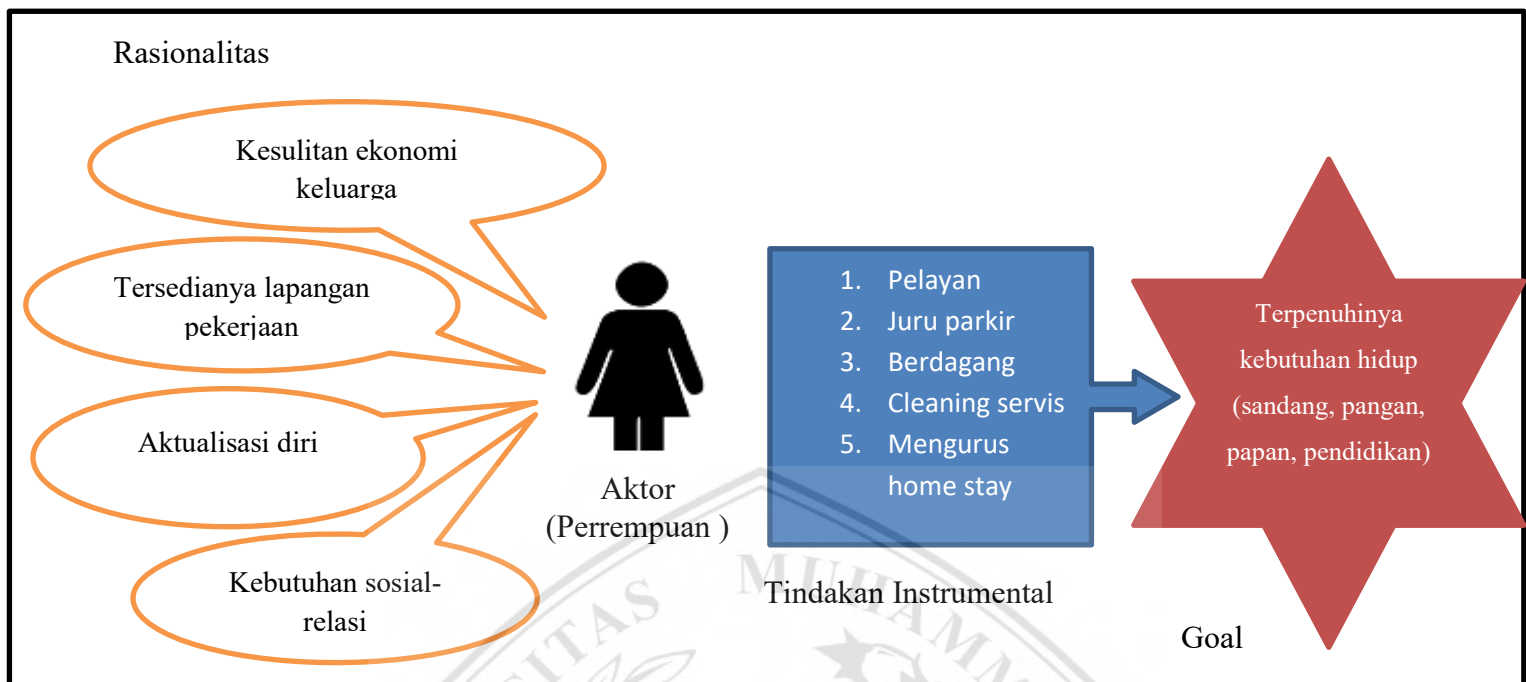 Rasionalitas
Kesulitan ekonomi
keluarga
Tersedianya lapangan
pekerjaan
Aktualisasi diri
Kebutuhan sosial-
relasi
Aktor
(Perrempuan )
1. Pelayan
2. Juru parkir
3. Berdagang
4. Cleaning servis
5. Mengurus
home stay
Tindakan Instrumental
Terpenuhinya
kebutuhan hidup
(sandang, pangan,
papan, pendidikan)
Goal